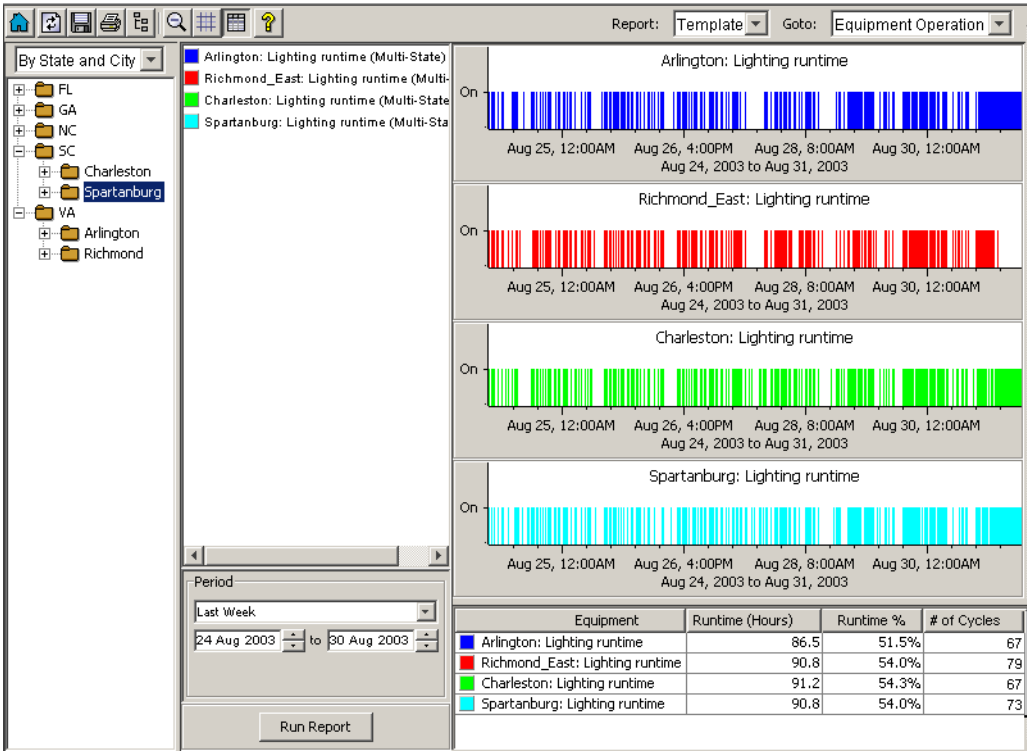 Report: Template Goto: Equipment Operation
By State and City
FL
GA
NC
SC
Charleston
Spartanburg
VA
Arlington
Richmond
Arlington: Lighting runtime (Multi-State)
Richmond_East: Lighting runtime (Multi-
Charleston: Lighting runtime (Multi-State
Spartanburg: Lighting runtime (Multi-Sta
Period
Last Week
24 Aug 2003 to 30 Aug 2003
Run Report
Arlington: Lighting runtime
On
Aug 25, 12:00AM Aug 26, 4:00PM Aug 28, 8:00AM Aug 30, 12:00AM
Aug 24, 2003 to Aug 31, 2003
Richmond_East: Lighting runtime
On
Aug 25, 12:00AM Aug 26, 4:00PM Aug 28, 8:00AM Aug 30, 12:00AM
Aug 24, 2003 to Aug 31, 2003
Charleston: Lighting runtime
On
Aug 25, 12:00AM Aug 26, 4:00PM Aug 28, 8:00AM Aug 30, 12:00AM
Aug 24, 2003 to Aug 31, 2003
Spartanburg: Lighting runtime
On
Aug 25, 12:00AM Aug 26, 4:00PM Aug 28, 8:00AM Aug 30, 12:00AM
Aug 24, 2003 to Aug 31, 2003
Equipment Runtime (Hours) Runtime % # of Cycles
Arlington: Lighting runtime 86.5 51.5% 67
Richmond_East: Lighting runtime 90.8 54.0% 79
Charleston: Lighting runtime 91.2 54.3% 67
Spartanburg: Lighting runtime 90.8 54.0% 73